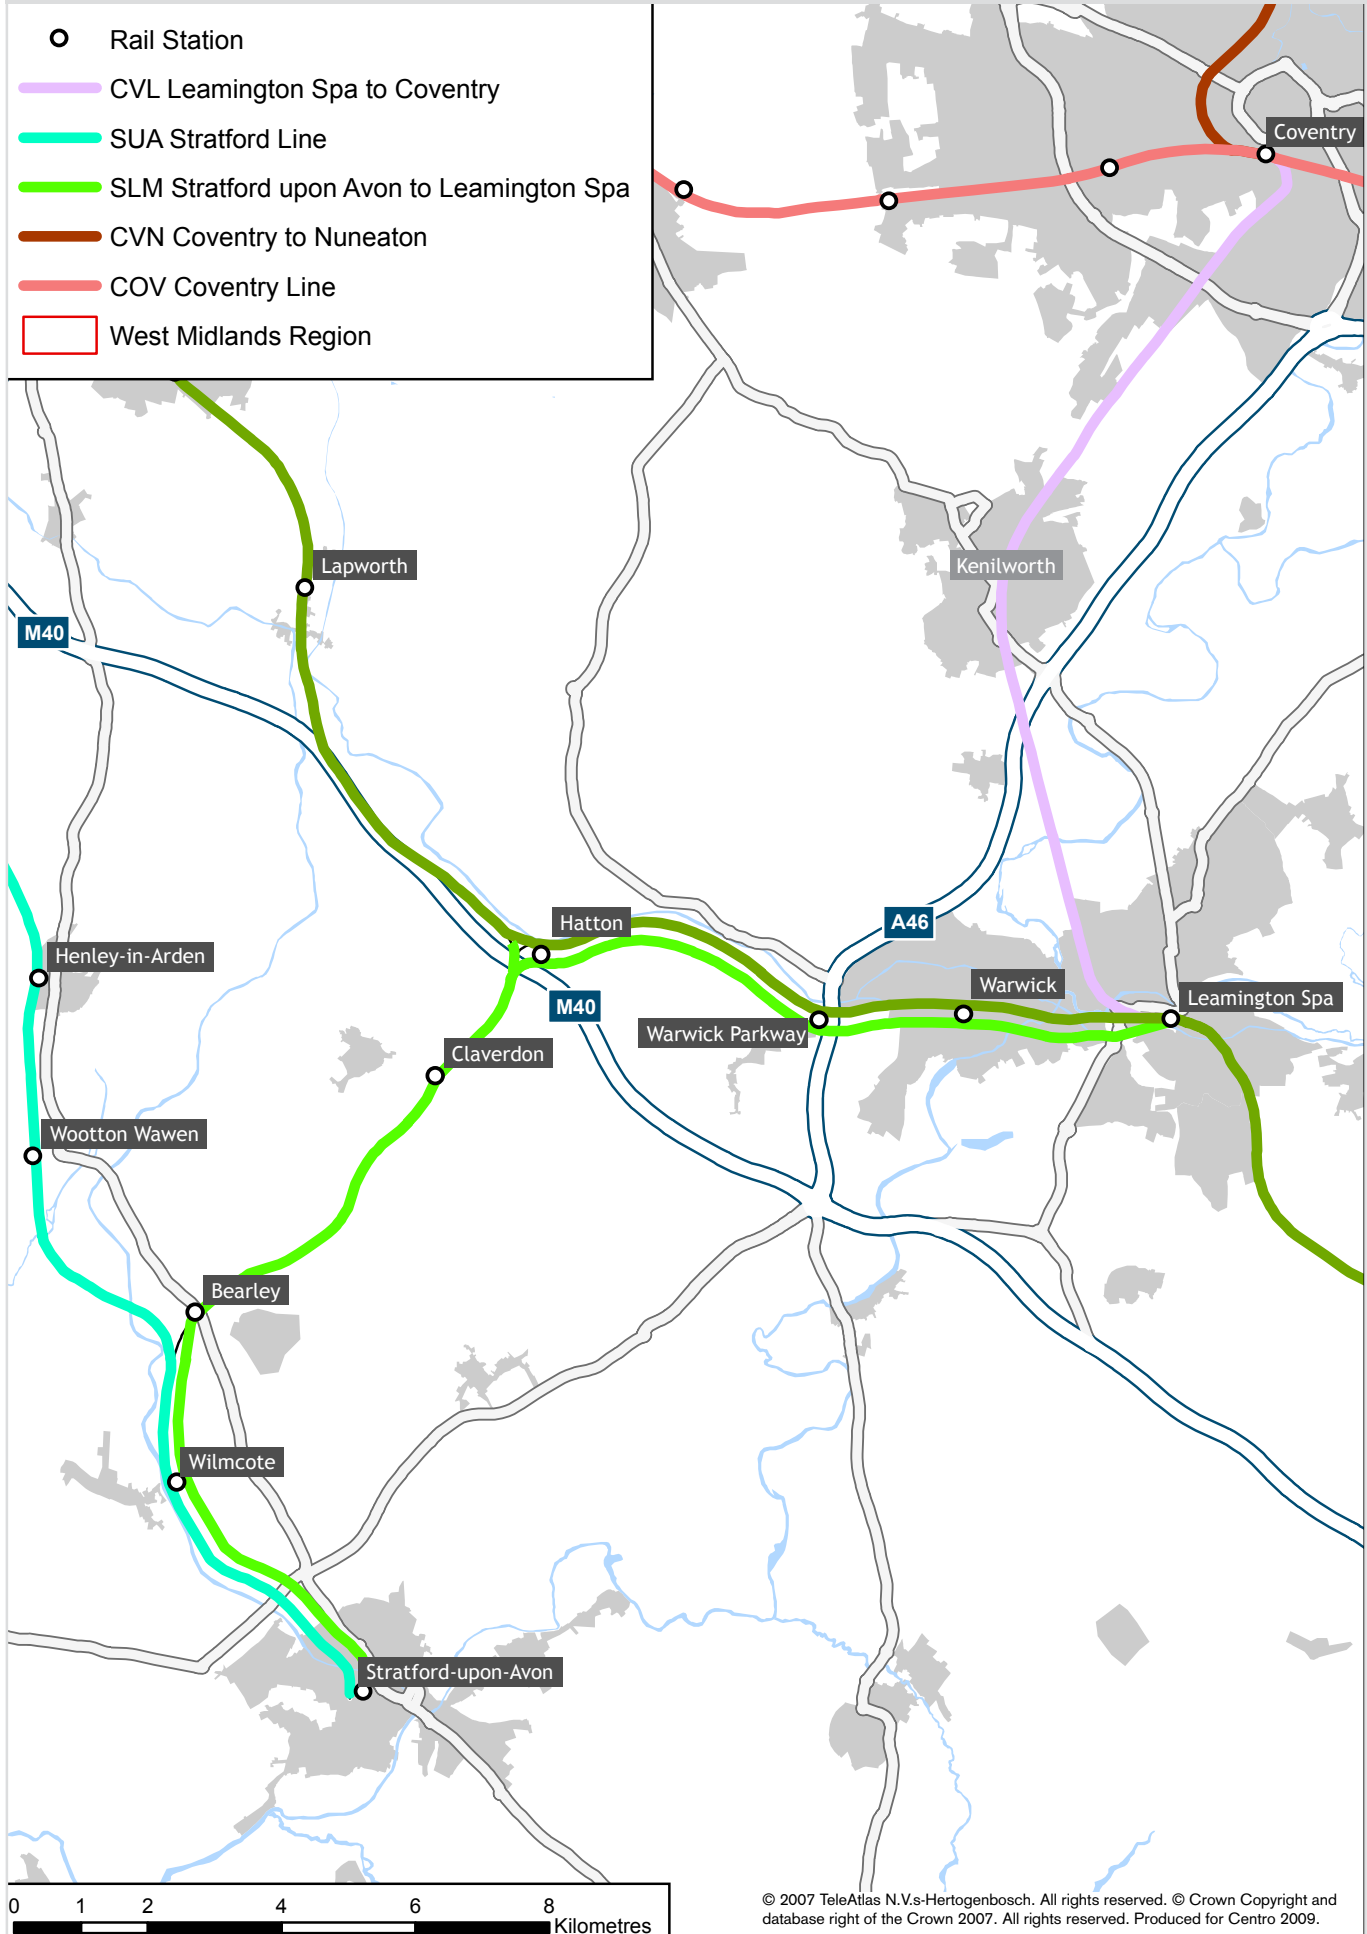 Rail Station
CVL Leamington Spa to Coventry
SUA Stratford Line
SLM Stratford upon Avon to Leamington Spa
CVN Coventry to Nuneaton
COV Coventry Line
West Midlands Region
Coventry
Lapworth
Kenilworth
M40
Hatton
A46
Henley-in-Arden
Warwick
Leamington Spa
M40
Warwick Parkway
Claverdon
Wootton Wawen
Bearley
Wilmcote
Stratford-upon-Avon
0 1 2 4 6 8
Kilometres
© 2007 TeleAtlas N.V.s-Hertogenbosch. All rights reserved. © Crown Copyright and
database right of the Crown 2007. All rights reserved. Produced for Centro 2009.